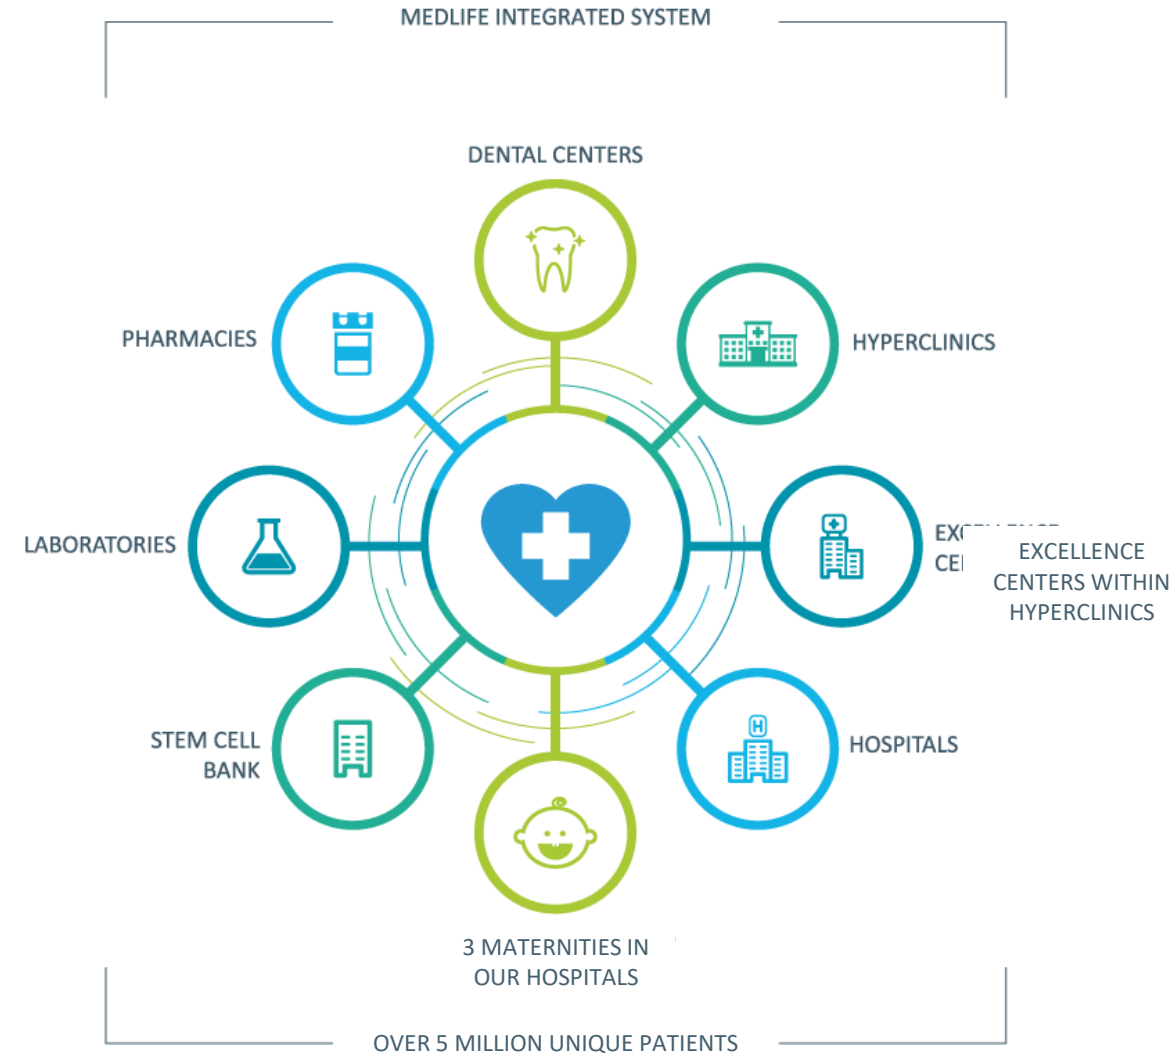 MEDLIFE INTEGRATED SYSTEM
DENTAL CENTERS
PHARMACIES
HYPERCLINICS
LABORATORIES
EXCELLENCE
CENTERS WITHIN
HYPERCLINICS
STEM CELL
BANK
HOSPITALS
3 MATERNITIES IN
OUR HOSPITALS
OVER 5 MILLION UNIQUE PATIENTS